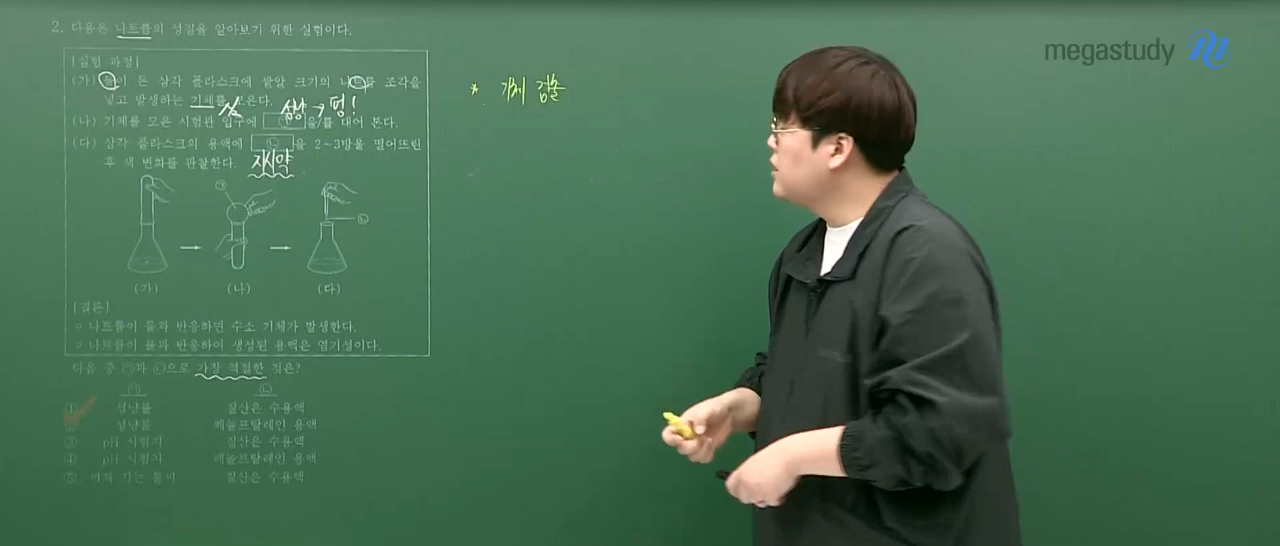 megastudy
2. 다음은 나트륨의 성질을 알아보기 위한 실험이다.
[실험 과정]
(가) 물이 든 삼각 플라스크에 쌀알 크기의 나트륨 조각을
넣고 발생하는 기체를 모은다.
(나) 기체를 모은 시험관 입구에 ㉠ 을/를 대어 본다.
(다) 삼각 플라스크의 용액에 ㉡ 을 2~3방울 떨어뜨린
후 색 변화를 관찰한다.
지시약
㉠
㉡
(가) (나) (다)
[결론]
○ 나트륨이 물과 반응하면 수소 기체가 발생한다.
○ 나트륨이 물과 반응하여 생성된 용액은 염기성이다.
다음 중 ㉠과 ㉡으로 가장 적절한 것은?
㉠ ㉡
① 성냥불 질산은 수용액
② 성냥불 페놀프탈레인 용액
③ pH 시험지 질산은 수용액
④ pH 시험지 페놀프탈레인 용액
⑤ 꺼져 가는 불씨 질산은 수용액
* 기체 검출